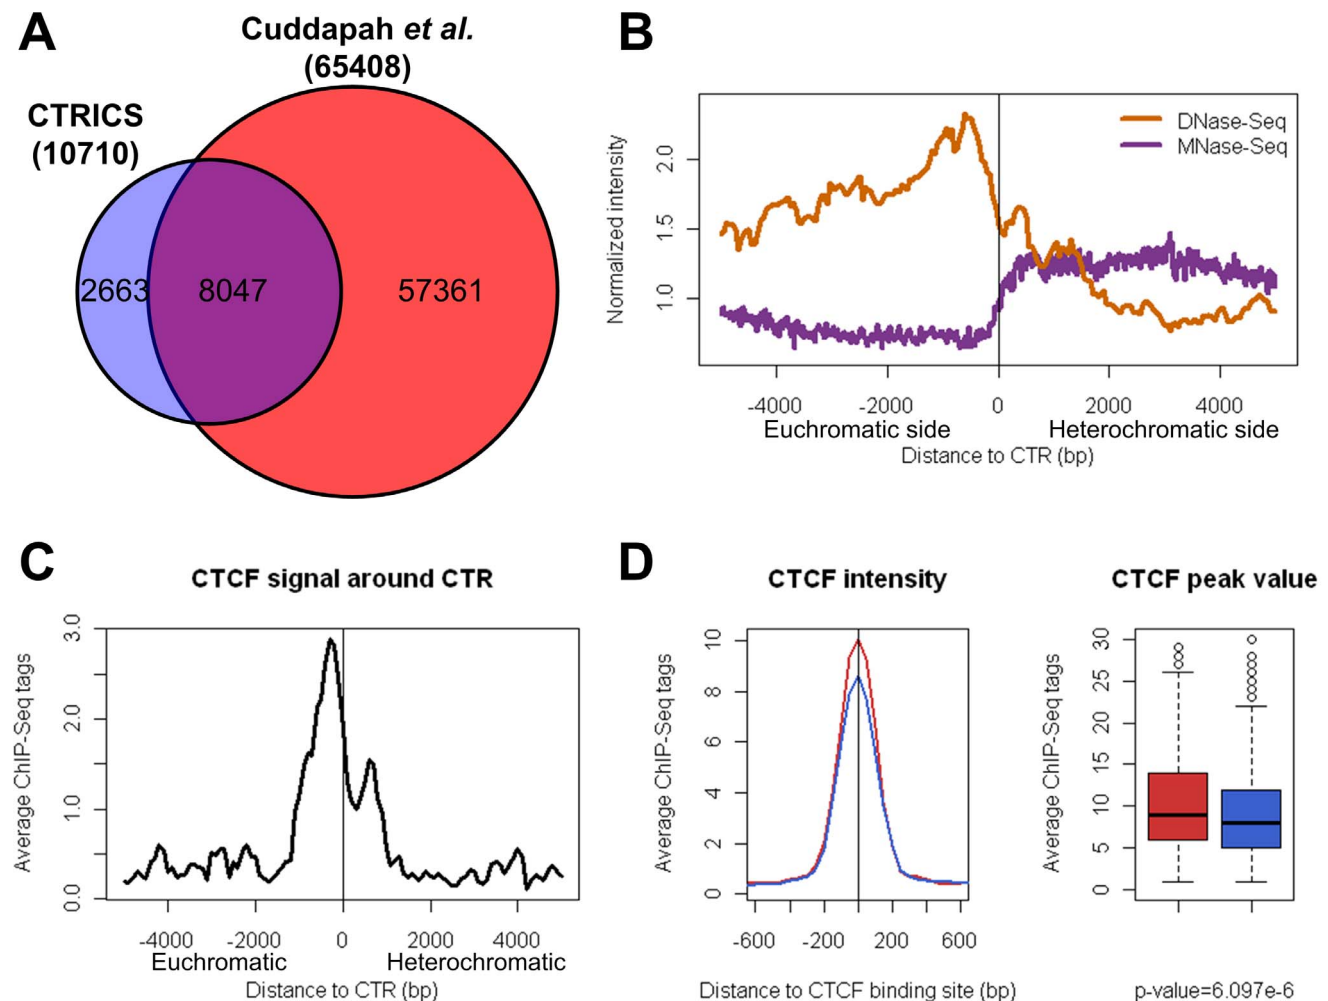 A
Cuddapah et al.
(65408)
CTRICS
(10710)
2663
8047
57361
B
Normalized intensity
2.0
1.5
1.0
DNase-Seq
MNase-Seq
-4000
-2000
0
2000
4000
Euchromatic side
Heterochromatic side
Distance to CTR (bp)
C
CTCF signal around CTR
Average ChIP-Seq tags
3.0
2.0
1.0
0.0
-4000
-2000
0
2000
4000
Euchromatic
Heterochromatic
Distance to CTR (bp)
D
CTCF intensity
Average ChIP-Seq tags
10
8
6
4
2
0
-600
-200
200
600
Distance to CTCF binding site (bp)
CTCF peak value
Average ChIP-Seq tags
30
25
20
15
10
5
0
p-value=6.097e-6